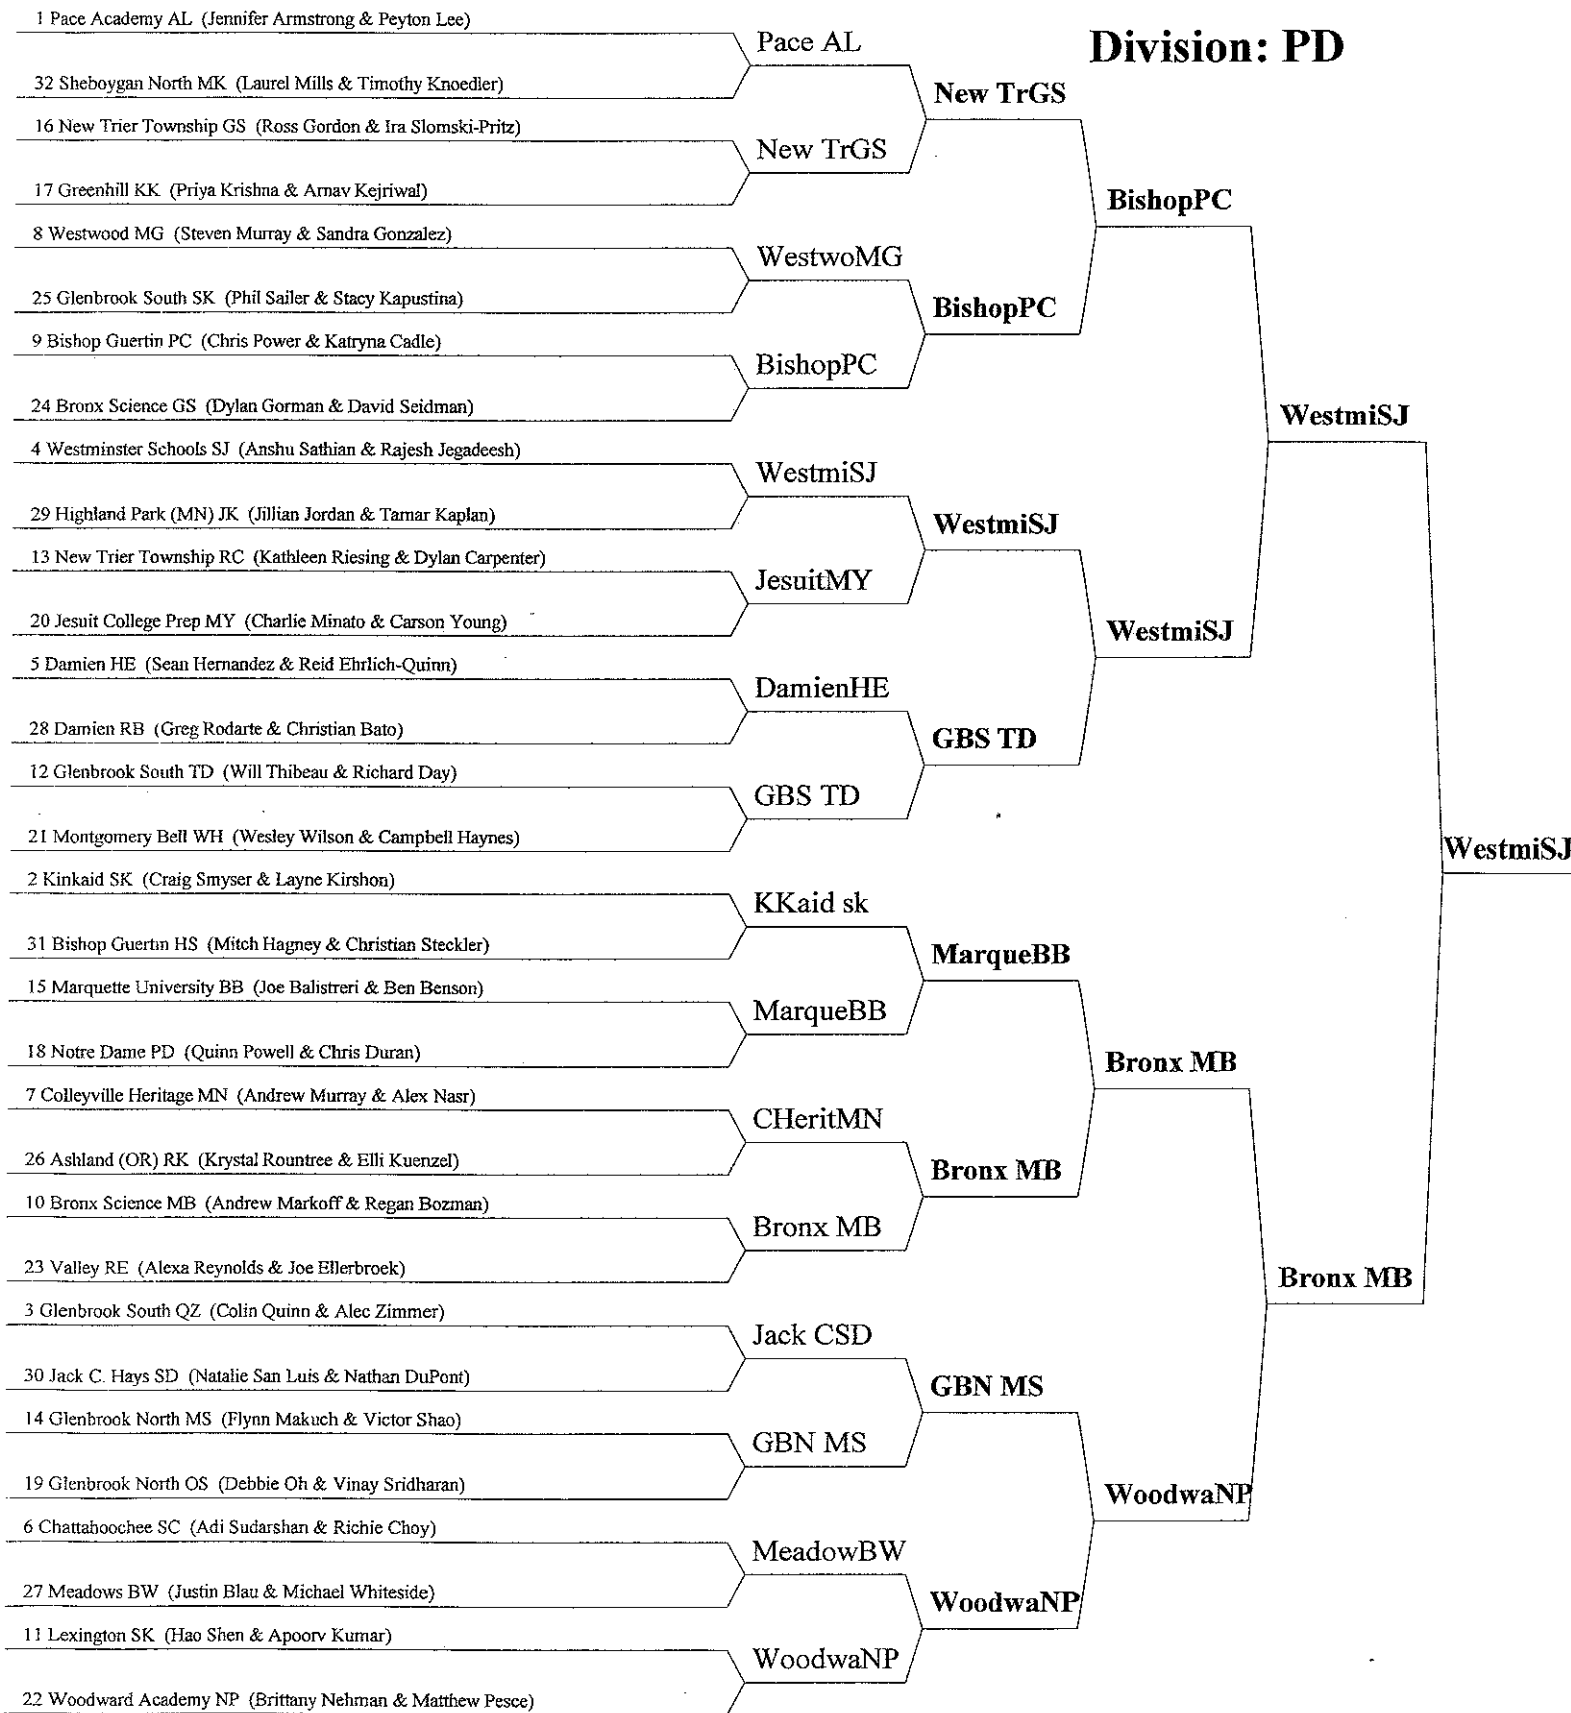 Division: PD
1 Pace Academy AL (Jennifer Armstrong & Peyton Lee)
32 Sheboygan North MK (Laurel Mills & Timothy Knoedler)
16 New Trier Township GS (Ross Gordon & Ira Slomski-Pritz)
17 Greenhill KK (Priya Krishna & Arnav Kejriwal)
8 Westwood MG (Steven Murray & Sandra Gonzalez)
25 Glenbrook South SK (Phil Sailer & Stacy Kapustina)
9 Bishop Guertin PC (Chris Power & Katryna Cadle)
24 Bronx Science GS (Dylan Gorman & David Seidman)
4 Westminster Schools SJ (Anshu Sathian & Rajesh Jegadeesh)
29 Highland Park (MN) JK (Jillian Jordan & Tamar Kaplan)
13 New Trier Township RC (Kathleen Riesing & Dylan Carpenter)
20 Jesuit College Prep MY (Charlie Minato & Carson Young)
5 Damien HE (Sean Hernandez & Reid Ehrlich-Quinn)
28 Damien RB (Greg Rodarte & Christian Bato)
12 Glenbrook South TD (Will Thibeau & Richard Day)
21 Montgomery Bell WH (Wesley Wilson & Campbell Haynes)
2 Kinkaid SK (Craig Smyser & Layne Kirshon)
31 Bishop Guertin HS (Mitch Hagney & Christian Steckler)
15 Marquette University BB (Joe Balistreri & Ben Benson)
18 Notre Dame PD (Quinn Powell & Chris Duran)
7 Colleyville Heritage MN (Andrew Murray & Alex Nasr)
26 Ashland (OR) RK (Krystal Rountree & Elli Kuenzel)
10 Bronx Science MB (Andrew Markoff & Regan Bozman)
23 Valley RE (Alexa Reynolds & Joe Ellerbroek)
3 Glenbrook South QZ (Colin Quinn & Alec Zimmer)
30 Jack C. Hays SD (Natalie San Luis & Nathan DuPont)
14 Glenbrook North MS (Flynn Makuch & Victor Shao)
19 Glenbrook North OS (Debbie Oh & Vinay Sridharan)
6 Chattahoochee SC (Adi Sudarshan & Richie Choy)
27 Meadows BW (Justin Blau & Michael Whiteside)
11 Lexington SK (Hao Shen & Apoorv Kumar)
22 Woodward Academy NP (Brittany Nehman & Matthew Pesce)
Pace AL
New TrGS
WestwoMG
BishopPC
WestmiSJ
JesuitMY
DamienHE
GBS TD
KKaid sk
MarqueBB
CHeritMN
Bronx MB
Jack CSD
GBN MS
MeadowBW
WoodwaNP
New TrGS
BishopPC
WestmiSJ
GBS TD
MarqueBB
Bronx MB
GBN MS
WoodwaNP
BishopPC
WestmiSJ
Bronx MB
WoodwaNP
WestmiSJ
Bronx MB
WestmiSJ